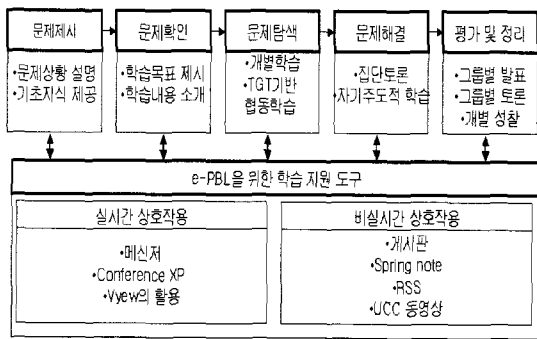 문제제사
•문제상황 설명
•기초지식 제공
문제확인
•학습목표 제시
•학습내용 소개
문제탐색
•개별학습
•TGT기반
협동학습
문제해결
•집단토론
•자기주도적 학습
평가 및 정리
•그룹별 발표
•그룹별 토론
•개별 성찰
e-PBL을 위한 학습 지원 도구
실시간 상호작용
•메신저
•Conference XP
•Vyew의 활용
비실시간 상호작용
•게시판
•Spring note
•RSS
•UCC 동영상